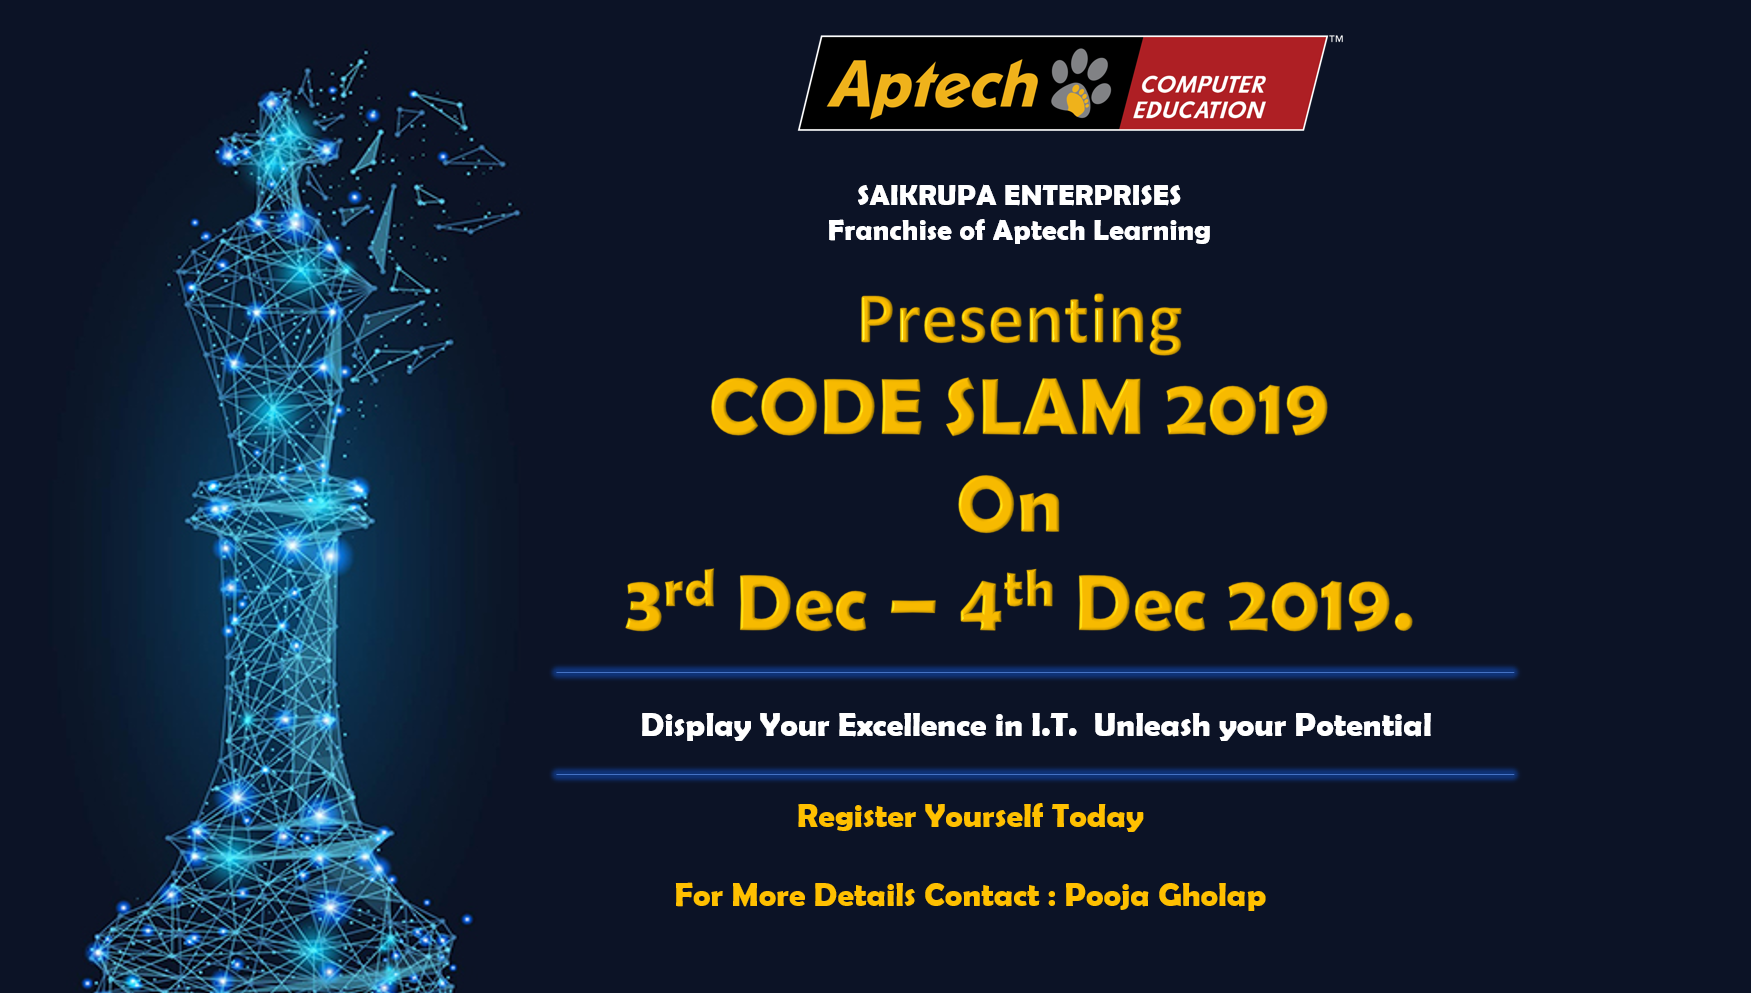 Aptech
COMPUTER
EDUCATION
TM
SAIKRUPA ENTERPRISES
Franchise of Aptech Learning
Presenting
CODE SLAM 2019
On
3rd Dec – 4th Dec 2019.
Display Your Excellence in I.T.  Unleash your Potential
Register Yourself Today
For More Details Contact : Pooja Gholap